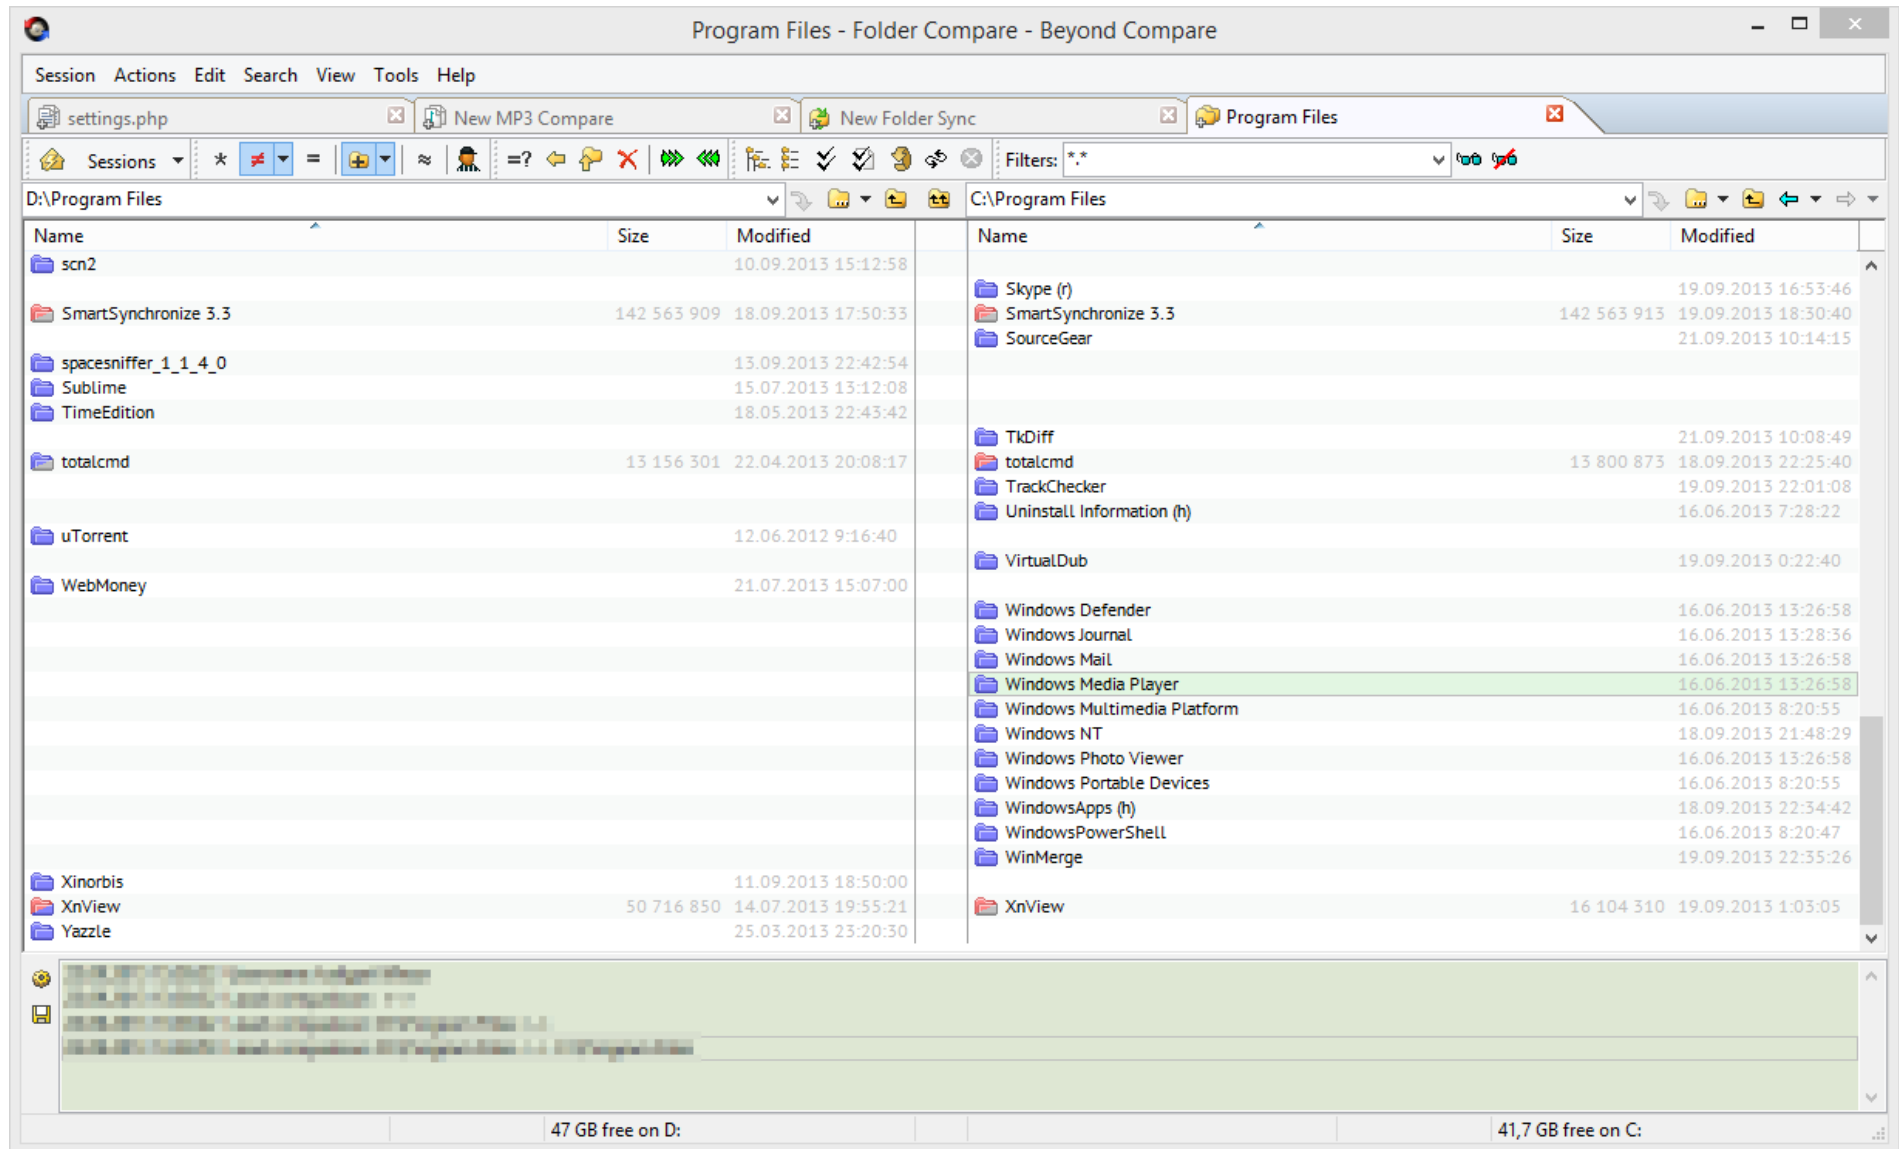 Program Files - Folder Compare - Beyond Compare
Session Actions Edit Search View Tools Help
settings.php New MP3 Compare New Folder Sync Program Files
Sessions * ≠ = ≈ =? Filters: *.*
D:\Program Files C:\Program Files
Name Size Modified Name Size Modified
scn2 10.09.2013 15:12:58
Skype (r) 19.09.2013 16:53:46
SmartSynchronize 3.3 142 563 909 18.09.2013 17:50:33 SmartSynchronize 3.3 142 563 913 19.09.2013 18:30:40
SourceGear 21.09.2013 10:14:15
spacesniffer_1_1_4_0 13.09.2013 22:42:54
Sublime 15.07.2013 13:12:08
TimeEdition 18.05.2013 22:43:42
TkDiff 21.09.2013 10:08:49
totalcmd 13 156 301 22.04.2013 20:08:17 totalcmd 13 800 873 18.09.2013 22:25:40
TrackChecker 19.09.2013 22:01:08
Uninstall Information (h) 16.06.2013 7:28:22
uTorrent 12.06.2012 9:16:40
VirtualDub 19.09.2013 0:22:40
WebMoney 21.07.2013 15:07:00
Windows Defender 16.06.2013 13:26:58
Windows Journal 16.06.2013 13:28:36
Windows Mail 16.06.2013 13:26:58
Windows Media Player 16.06.2013 13:26:58
Windows Multimedia Platform 16.06.2013 8:20:55
Windows NT 18.09.2013 21:48:29
Windows Photo Viewer 16.06.2013 13:26:58
Windows Portable Devices 16.06.2013 8:20:55
WindowsApps (h) 18.09.2013 22:34:42
WindowsPowerShell 16.06.2013 8:20:47
WinMerge 19.09.2013 22:35:26
Xinorbis 11.09.2013 18:50:00
XnView 50 716 850 14.07.2013 19:55:21 XnView 16 104 310 19.09.2013 1:03:05
Yazzle 25.03.2013 23:20:30
47 GB free on D: 41,7 GB free on C: